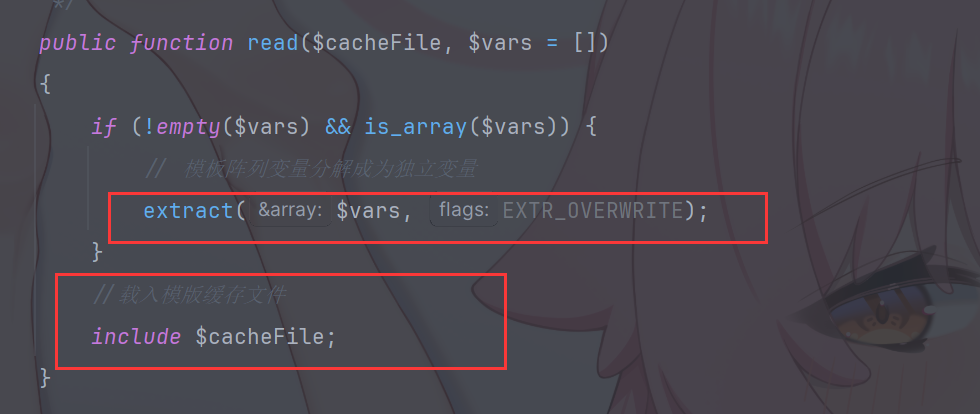 */
public function read($cacheFile, $vars = [])
{
if (!empty($vars) && is_array($vars)) {
// 模板阵列变量分解成为独立变量
extract( &array: $vars, flags: EXTR_OVERWRITE);
}
//载入模版缓存文件
include $cacheFile;
}